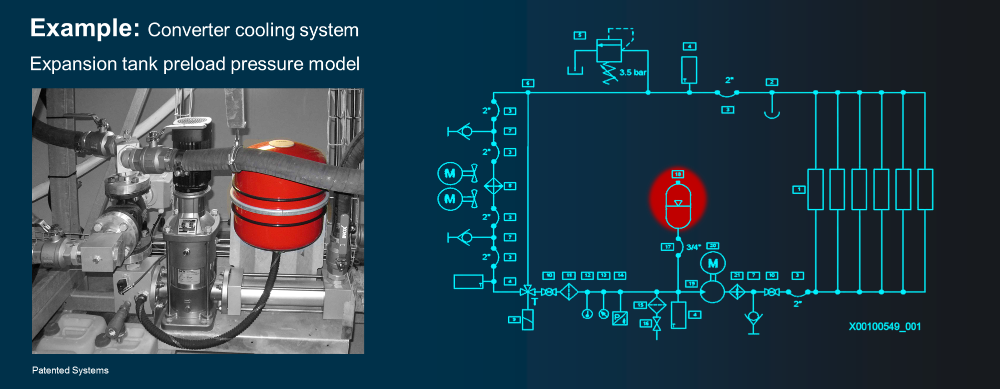 Example: Converter cooling system
Expansion tank preload pressure model
INOX
Patented Systems
5
4
3.5 bar
2"
2
6
3
2" 3
7
2" 3
M
8
M
2" 3
7
2" 3
4
18
1
17 3/4" 20
M
10 11 12 13 14
19
21 7 10 3
T
2"
15
9
P
4
16
T
T
T
X00100549_001